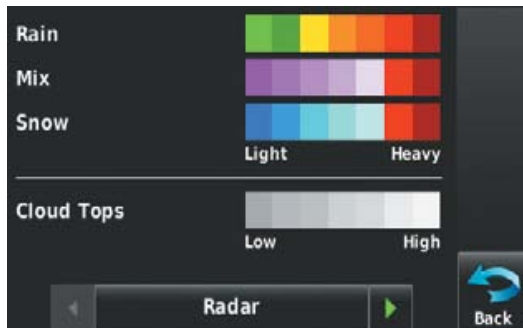 Rain
Mix
Snow
Light Heavy
Cloud Tops
Low High
Radar
Back